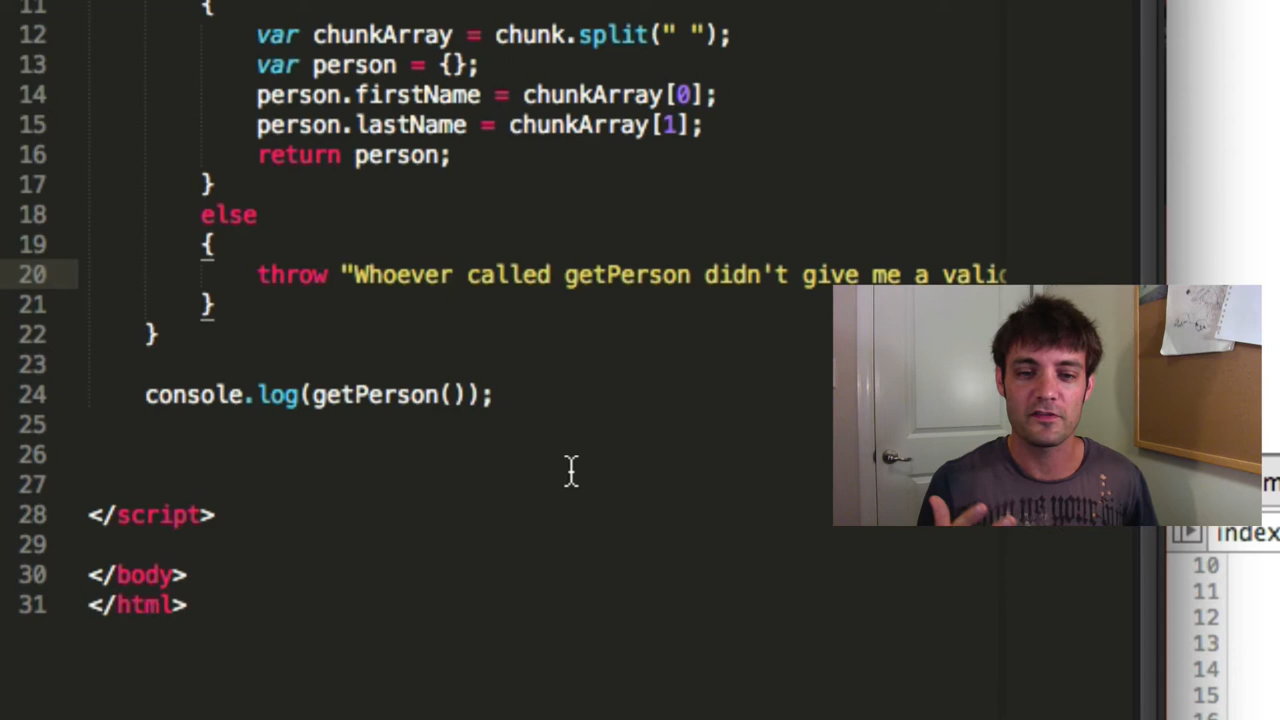 11 {
12 var chunkArray = chunk.split(" ");
13 var person = {};
14 person.firstName = chunkArray[0];
15 person.lastName = chunkArray[1];
16 return person;
17 }
18 else
19 {
20 throw "Whoever called getPerson didn't give me a valid
21 }
22 }
23
24 console.log(getPerson());
25
26
27
28 </script>
29
30 </body>
31 </html>
index
10
11
12
13
14
15